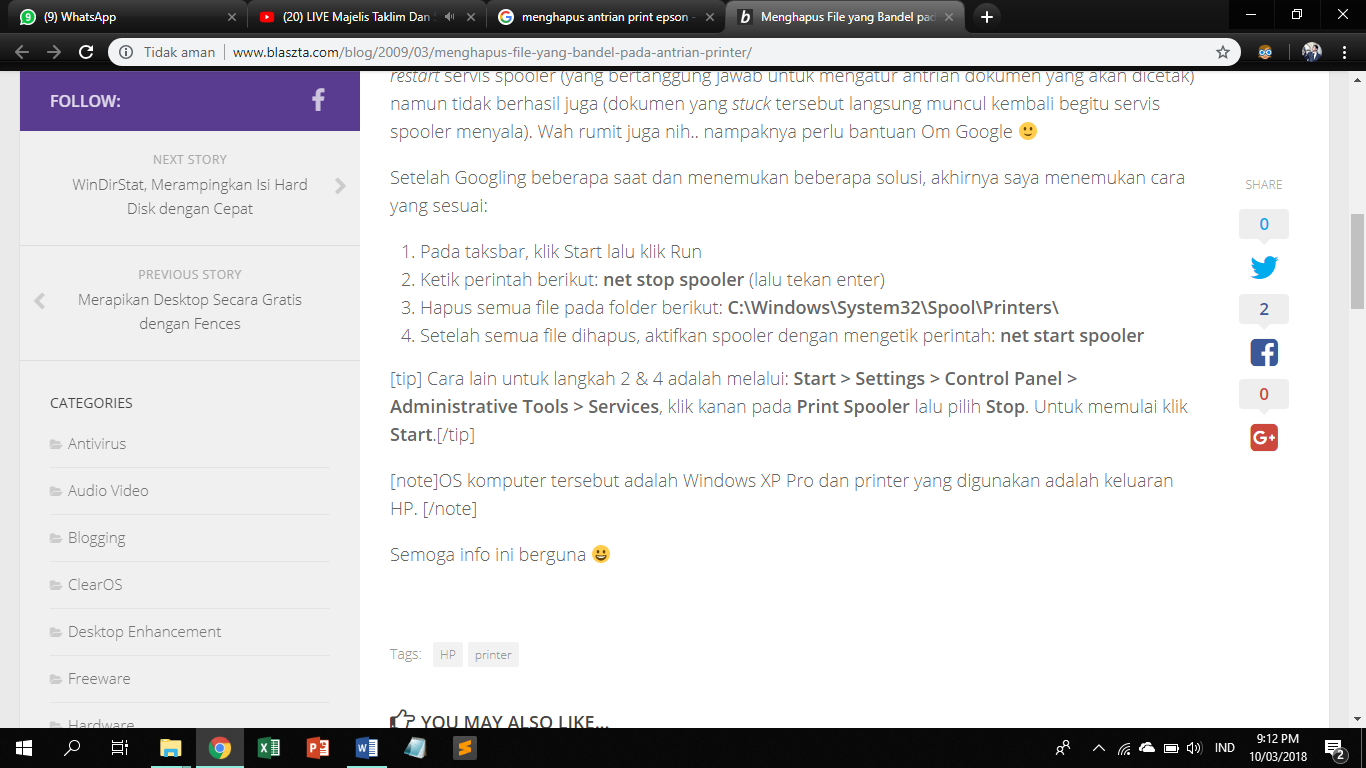 (9) WhatsApp
(20) LIVE Majelis Taklim Dan
menghapus antrian print epson -
Menghapus File yang Bandel pad
Tidak aman | www.blaszta.com/blog/2009/03/menghapus-file-yang-bandel-pada-antrian-printer/
FOLLOW:
NEXT STORY
WinDirStat, Merampingkan Isi Hard
Disk dengan Cepat
PREVIOUS STORY
Merapikan Desktop Secara Gratis
dengan Fences
CATEGORIES
Antivirus
Audio Video
Blogging
ClearOS
Desktop Enhancement
Freeware
Hardware
restart servis spooler (yang bertanggung jawab untuk mengatur antrian dokumen yang akan dicetak)
namun tidak berhasil juga (dokumen yang stuck tersebut langsung muncul kembali begitu servis
spooler menyala). Wah rumit juga nih.. nampaknya perlu bantuan Om Google 🙂
Setelah Googling beberapa saat dan menemukan beberapa solusi, akhirnya saya menemukan cara
yang sesuai:
1. Pada taksbar, klik Start lalu klik Run
2. Ketik perintah berikut: net stop spooler (lalu tekan enter)
3. Hapus semua file pada folder berikut: C:\Windows\System32\Spool\Printers\
4. Setelah semua file dihapus, aktifkan spooler dengan mengetik perintah: net start spooler
[tip] Cara lain untuk langkah 2 & 4 adalah melalui: Start > Settings > Control Panel >
Administrative Tools > Services, klik kanan pada Print Spooler lalu pilih Stop. Untuk memulai klik
Start.[/tip]
[note]OS komputer tersebut adalah Windows XP Pro dan printer yang digunakan adalah keluaran
HP. [/note]
Semoga info ini berguna 😀
Tags: HP printer
YOU MAY ALSO LIKE...
SHARE
0
2
0
G+
IND
9:12 PM
10/03/2018
2